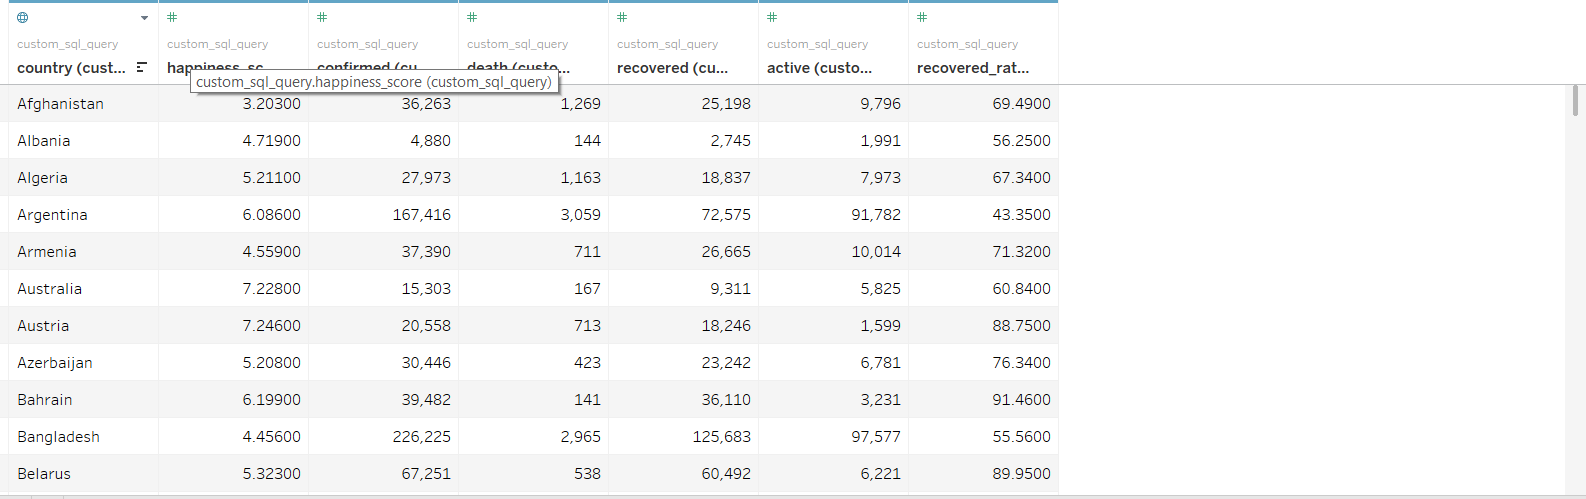 custom_sql_query custom_sql_query custom_sql_query custom_sql_query custom_sql_query custom_sql_query custom_sql_query
country (cust... happiness_sc confirmed (cu death (custo... recovered (cu... active (custo... recovered_rat...
custom_sql_query.happiness_score (custom_sql_query)
Afghanistan 3.20300 36,263 1,269 25,198 9,796 69.4900
Albania 4.71900 4,880 144 2,745 1,991 56.2500
Algeria 5.21100 27,973 1,163 18,837 7,973 67.3400
Argentina 6.08600 167,416 3,059 72,575 91,782 43.3500
Armenia 4.55900 37,390 711 26,665 10,014 71.3200
Australia 7.22800 15,303 167 9,311 5,825 60.8400
Austria 7.24600 20,558 713 18,246 1,599 88.7500
Azerbaijan 5.20800 30,446 423 23,242 6,781 76.3400
Bahrain 6.19900 39,482 141 36,110 3,231 91.4600
Bangladesh 4.45600 226,225 2,965 125,683 97,577 55.5600
Belarus 5.32300 67,251 538 60,492 6,221 89.9500